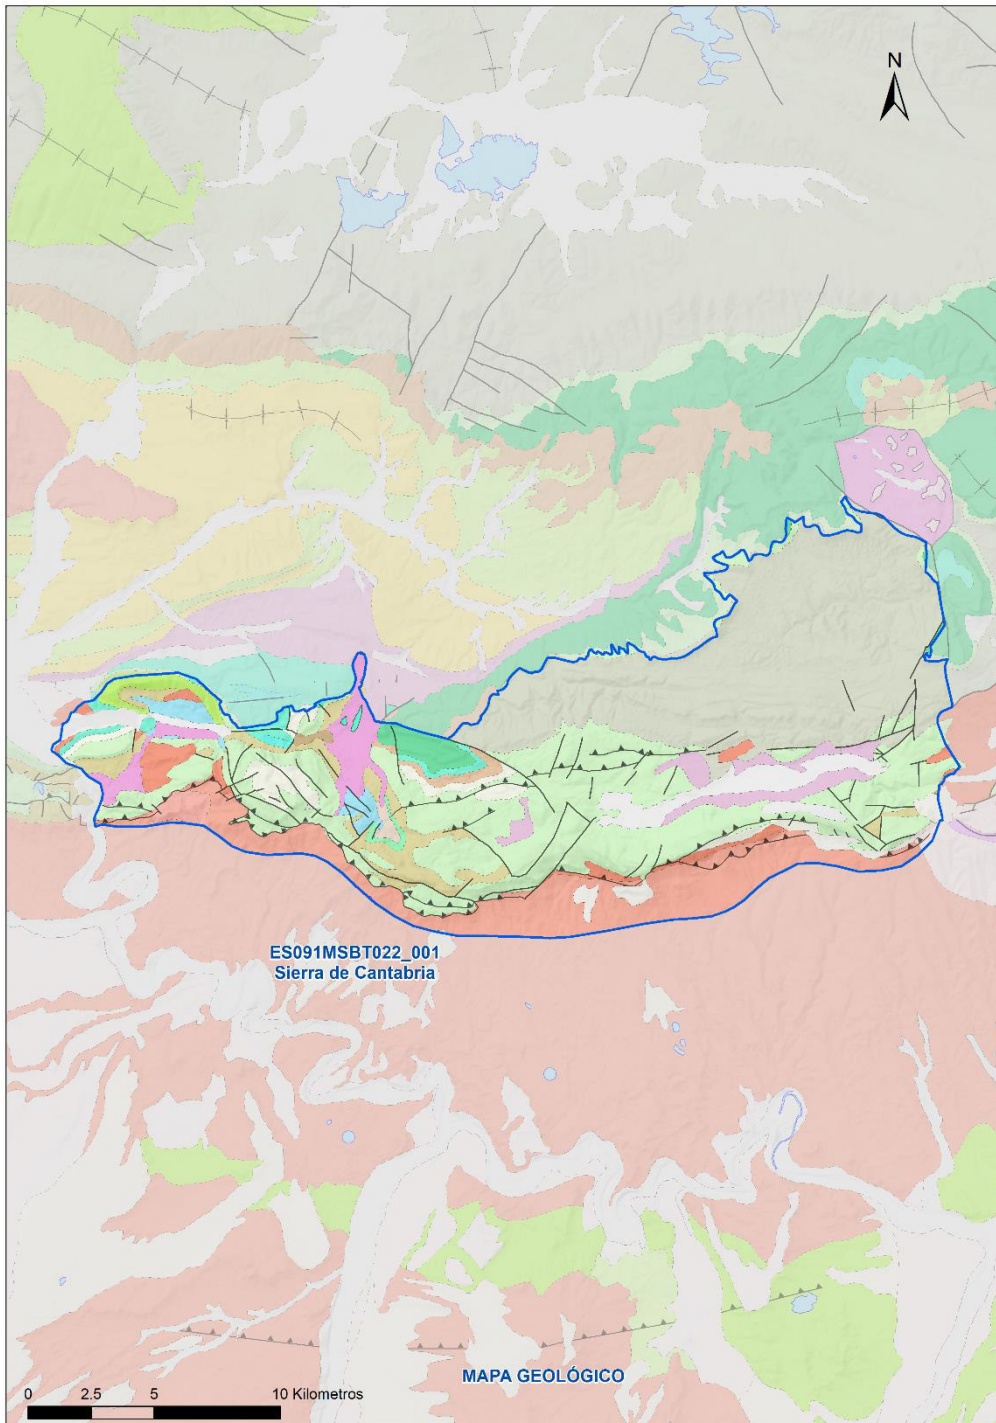 N
ES091MSBT022_001
Sierra de Cantabria
MAPA GEOLÓGICO
0 2.5 5 10 Kilometros